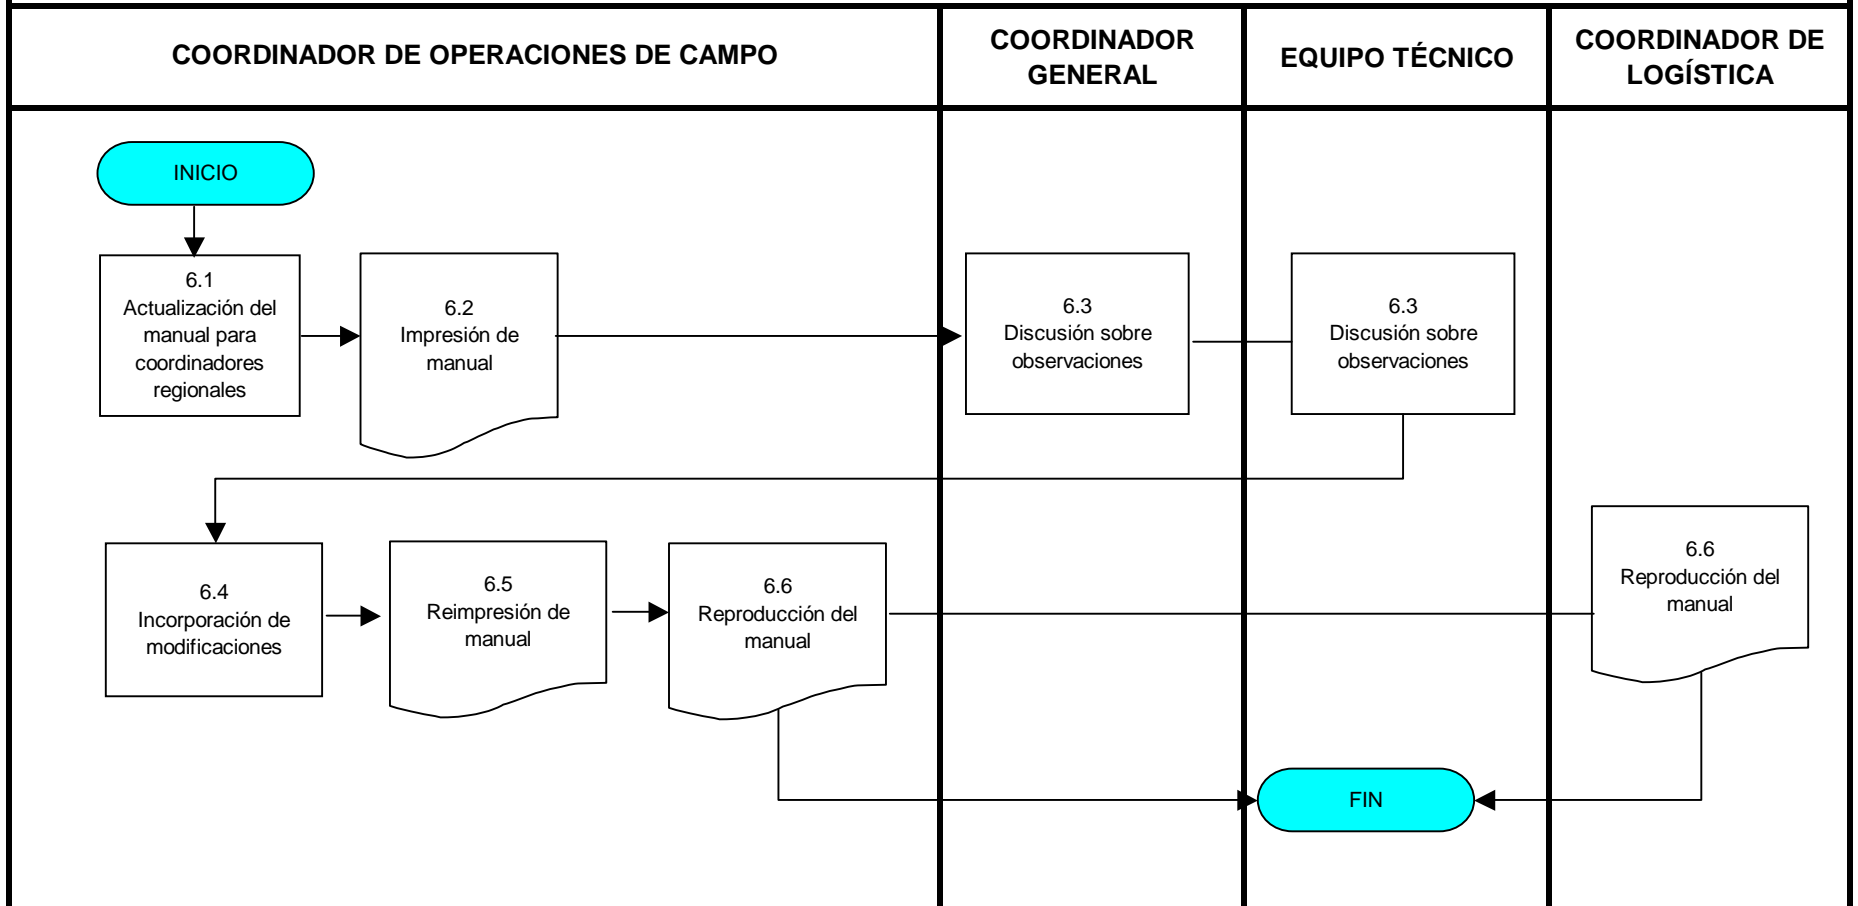 COORDINADOR DE OPERACIONES DE CAMPO
COORDINADOR
GENERAL
EQUIPO TÉCNICO
COORDINADOR DE
LOGÍSTICA
INICIO
6.1
Actualización del
manual para
coordinadores
regionales
6.2
Impresión de
manual
6.3
Discusión sobre
observaciones
6.3
Discusión sobre
observaciones
6.4
Incorporación de
modificaciones
6.5
Reimpresión de
manual
6.6
Reproducción del
manual
6.6
Reproducción del
manual
FIN